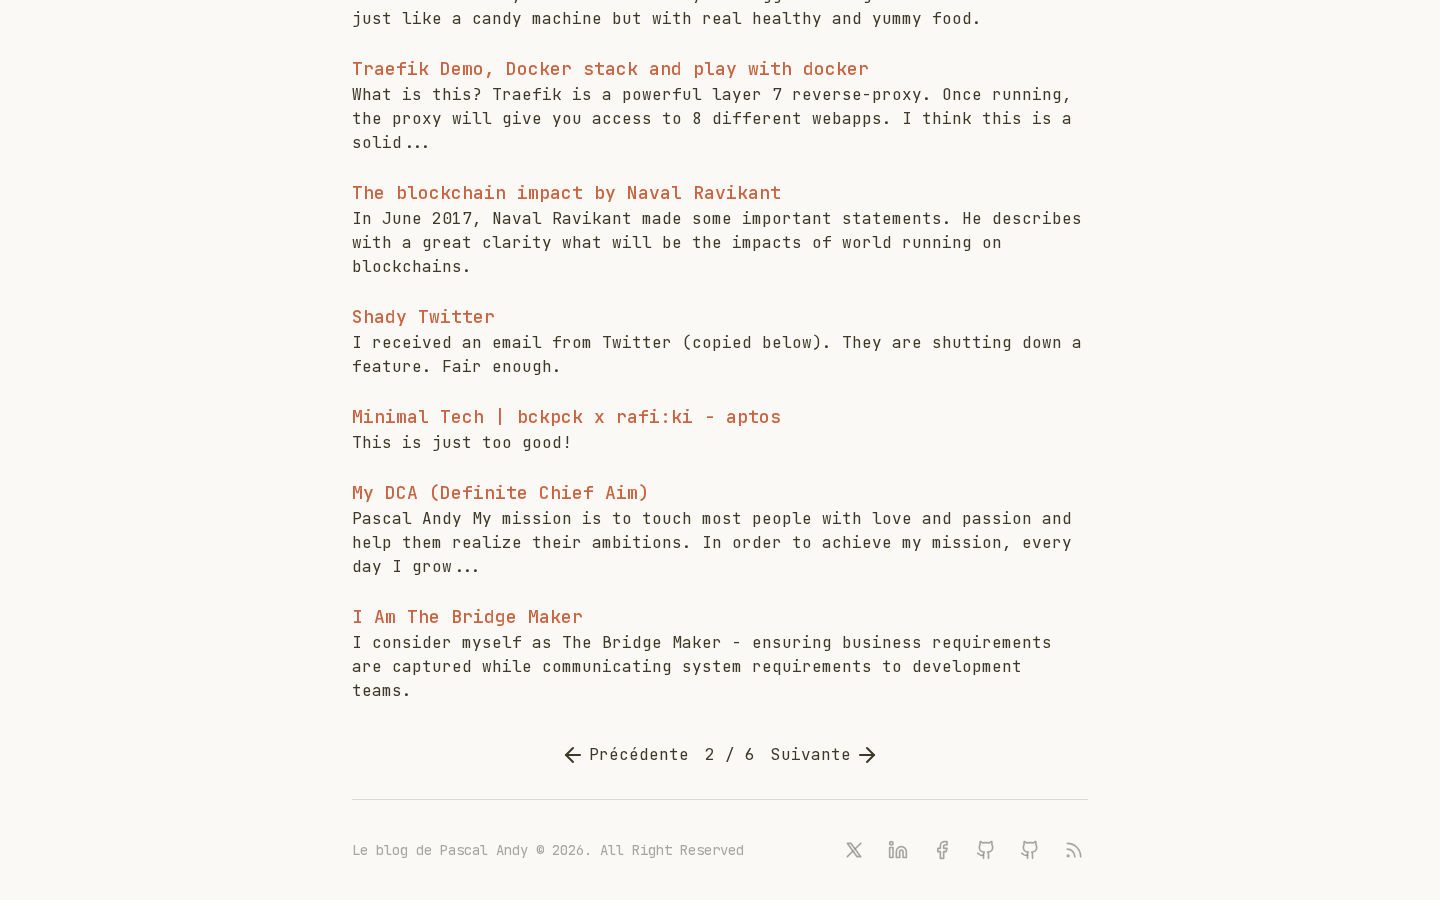 just like a candy machine but with real healthy and yummy food.
Traefik Demo, Docker stack and play with docker
What is this? Traefik is a powerful layer 7 reverse-proxy. Once running,
the proxy will give you access to 8 different webapps. I think this is a
solid...
The blockchain impact by Naval Ravikant
In June 2017, Naval Ravikant made some important statements. He describes
with a great clarity what will be the impacts of world running on
blockchains.
Shady Twitter
I received an email from Twitter (copied below). They are shutting down a
feature. Fair enough.
Minimal Tech | bckpck x rafi:ki - aptos
This is just too good!
My DCA (Definite Chief Aim)
Pascal Andy My mission is to touch most people with love and passion and
help them realize their ambitions. In order to achieve my mission, every
day I grow...
I Am The Bridge Maker
I consider myself as The Bridge Maker - ensuring business requirements
are captured while communicating system requirements to development
teams.
Précédente 2 / 6 Suivante
Le blog de Pascal Andy © 2026. All Right Reserved